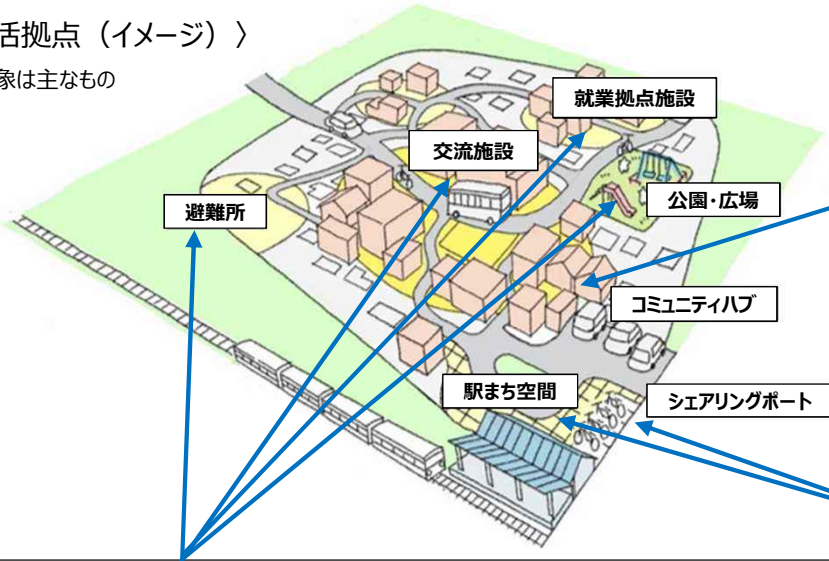 活拠点（イメージ）〉
象は主なもの
就業拠点施設
交流施設
避難所
公園・広場
コミュニティハブ
駅まち空間
シェアリングポート